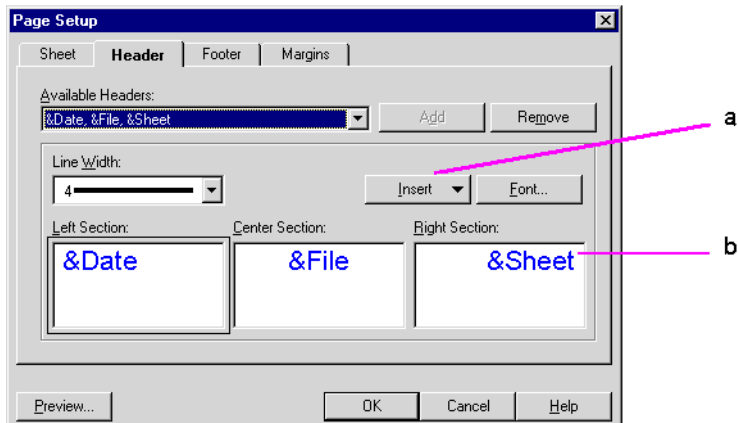 Page Setup
Sheet Header Footer Margins
Available Headers:
&Date, &File, &Sheet Add Remove
a
Line Width:
4 Insert Font...
Left Section: Center Section: Right Section:
&Date &File &Sheet
b
Preview... OK Cancel Help